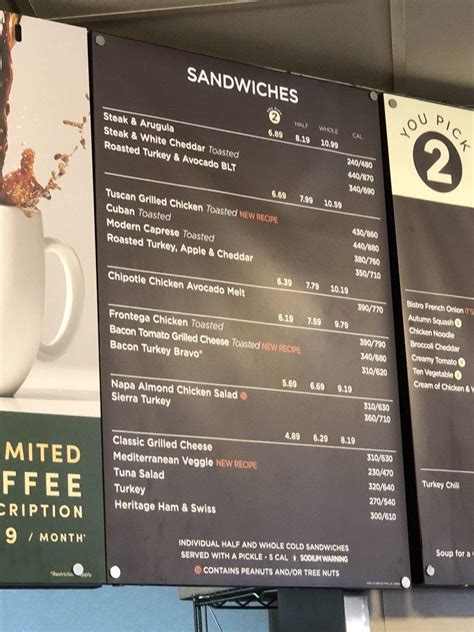 SANDWICHES
YOU PICK 2 HALF WHOLE CAL
6.89 8.19 10.99
Steak & Arugula 240/480
Steak & White Cheddar Toasted 440/870
Roasted Turkey & Avocado BLT 340/690
6.69 7.99 10.59
Tuscan Grilled Chicken Toasted NEW RECIPE 430/860
Cuban Toasted 440/880
Modern Caprese Toasted 380/760
Roasted Turkey, Apple & Cheddar 350/710
6.39 7.79 10.19
Chipotle Chicken Avocado Melt 390/770
6.19 7.59 9.79
Frontega Chicken Toasted 390/790
Bacon Tomato Grilled Cheese Toasted NEW RECIPE 340/680
Bacon Turkey Bravo* 310/620
5.69 6.69 9.19
Napa Almond Chicken Salad 310/630
Sierra Turkey 360/710
4.89 6.29 8.19
Classic Grilled Cheese 310/630
Mediterranean Veggie NEW RECIPE 230/470
Tuna Salad 320/640
Turkey 270/540
Heritage Ham & Swiss 300/610
INDIVIDUAL HALF AND WHOLE COLD SANDWICHES
SERVED WITH A PICKLE - 5 CAL SODIUM WARNING
CONTAINS PEANUTS AND/OR TREE NUTS
YOU PICK
2
Bistro French Onion IT'S
Autumn Squash
Chicken Noodle
Broccoli Cheddar
Creamy Tomato
Ten Vegetable
Cream of Chicken & W
Turkey Chili
Soup for a
LIMITED
FFEE
CRIPTION
9 / MONTH*